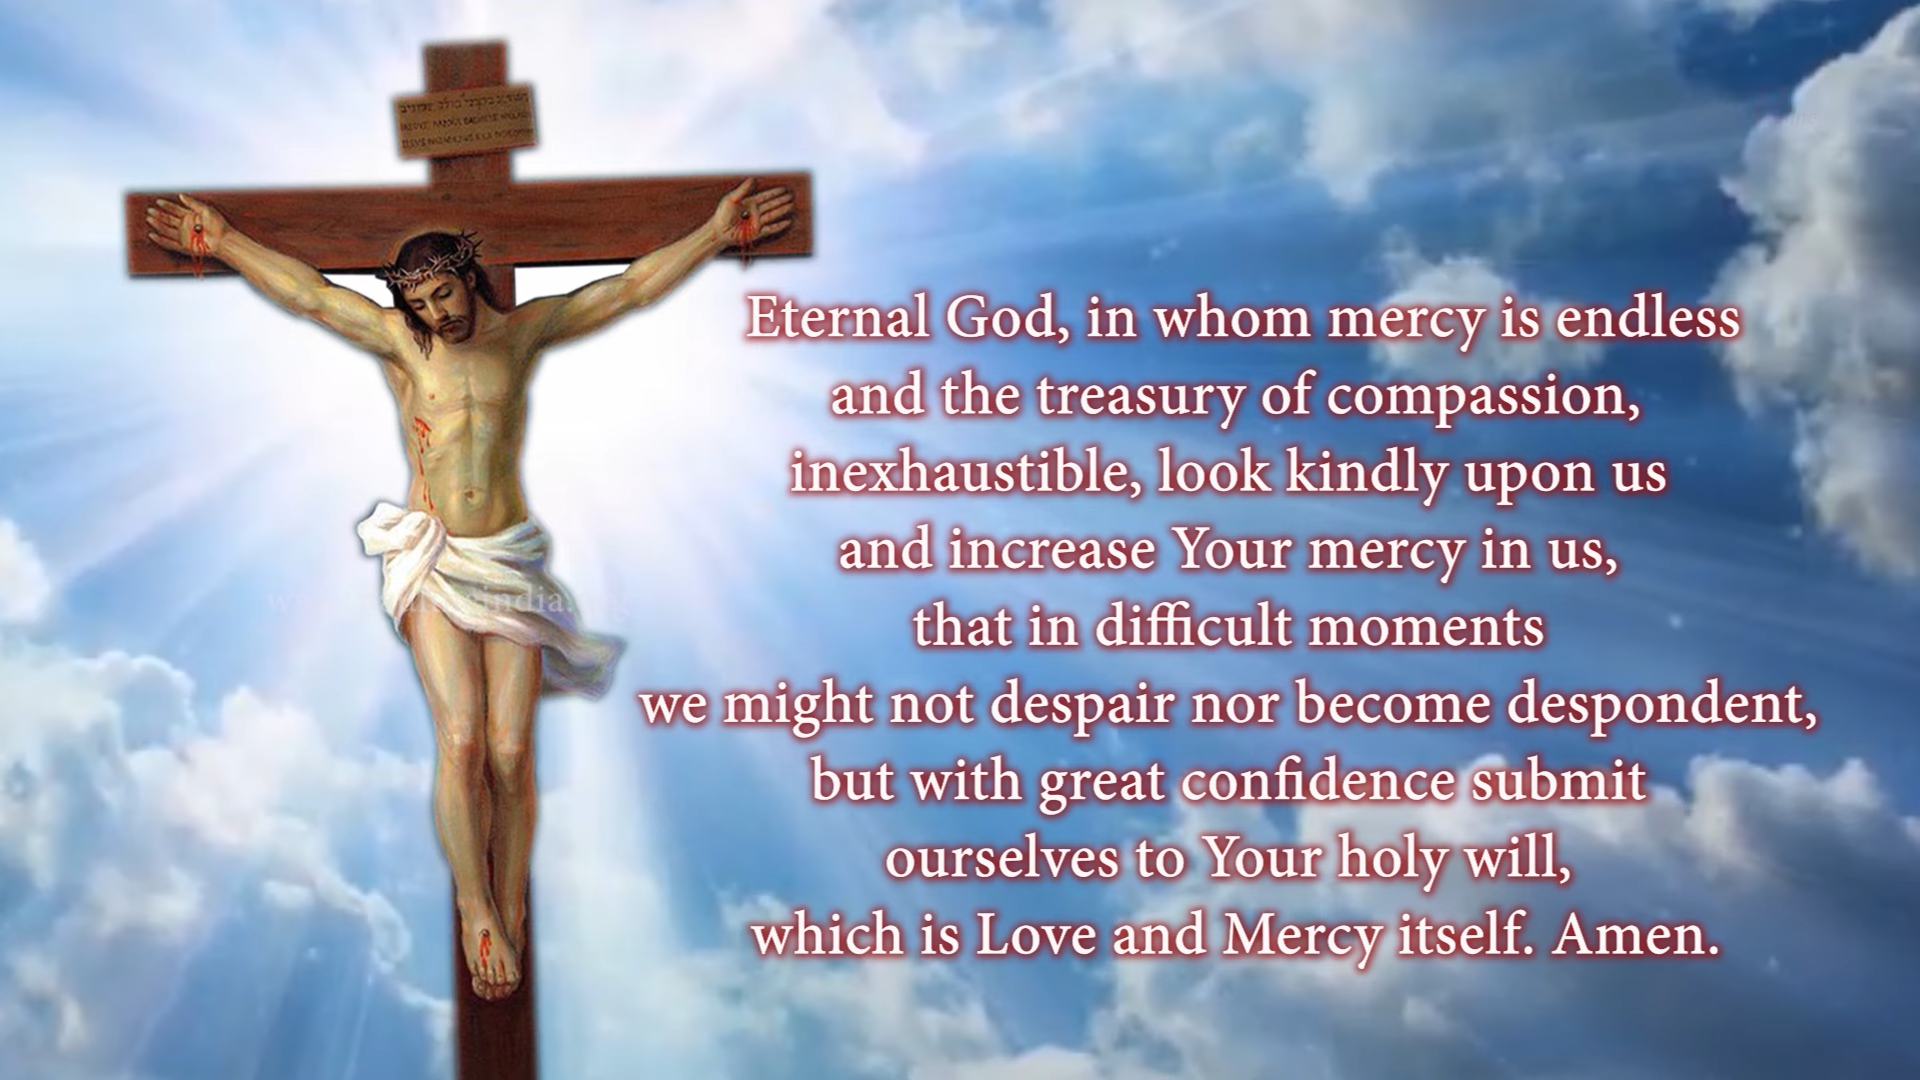 Eternal God, in whom mercy is endless
and the treasury of compassion,
inexhaustible, look kindly upon us
and increase Your mercy in us,
that in difficult moments
we might not despair nor become despondent,
but with great confidence submit
ourselves to Your holy will,
which is Love and Mercy itself. Amen.